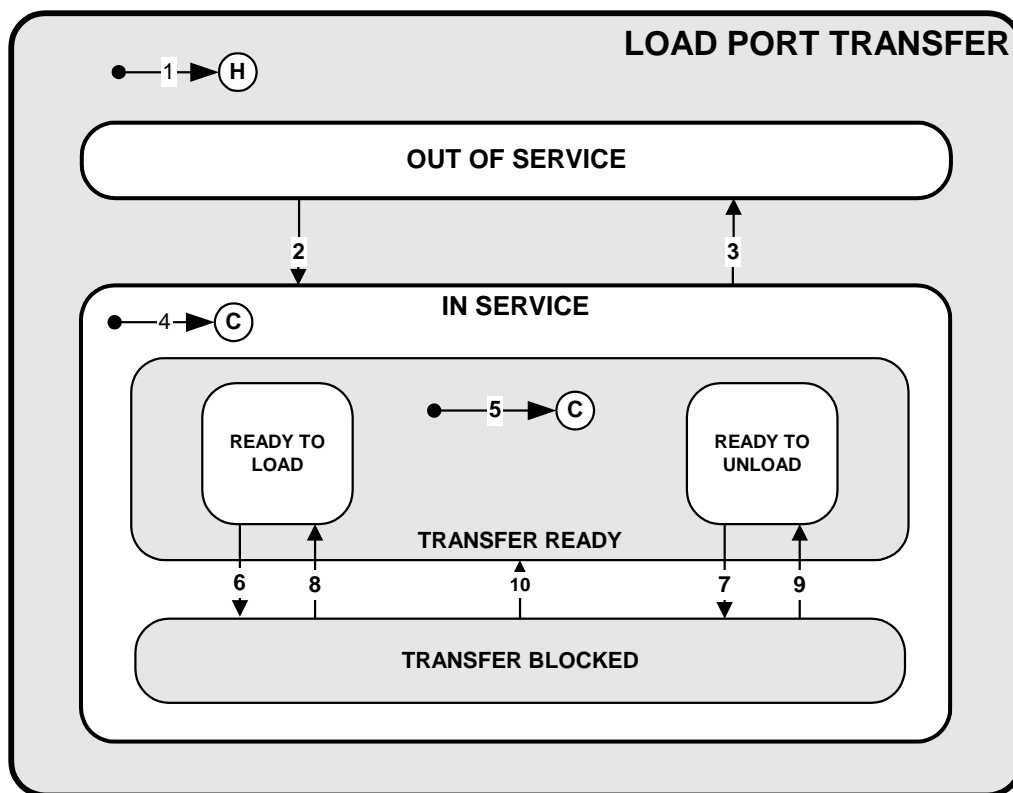 LOAD PORT TRANSFER
1
H
OUT OF SERVICE
2
3
IN SERVICE
4
C
5
C
READY TO
LOAD
READY TO
UNLOAD
TRANSFER READY
6
8
10
7
9
TRANSFER BLOCKED